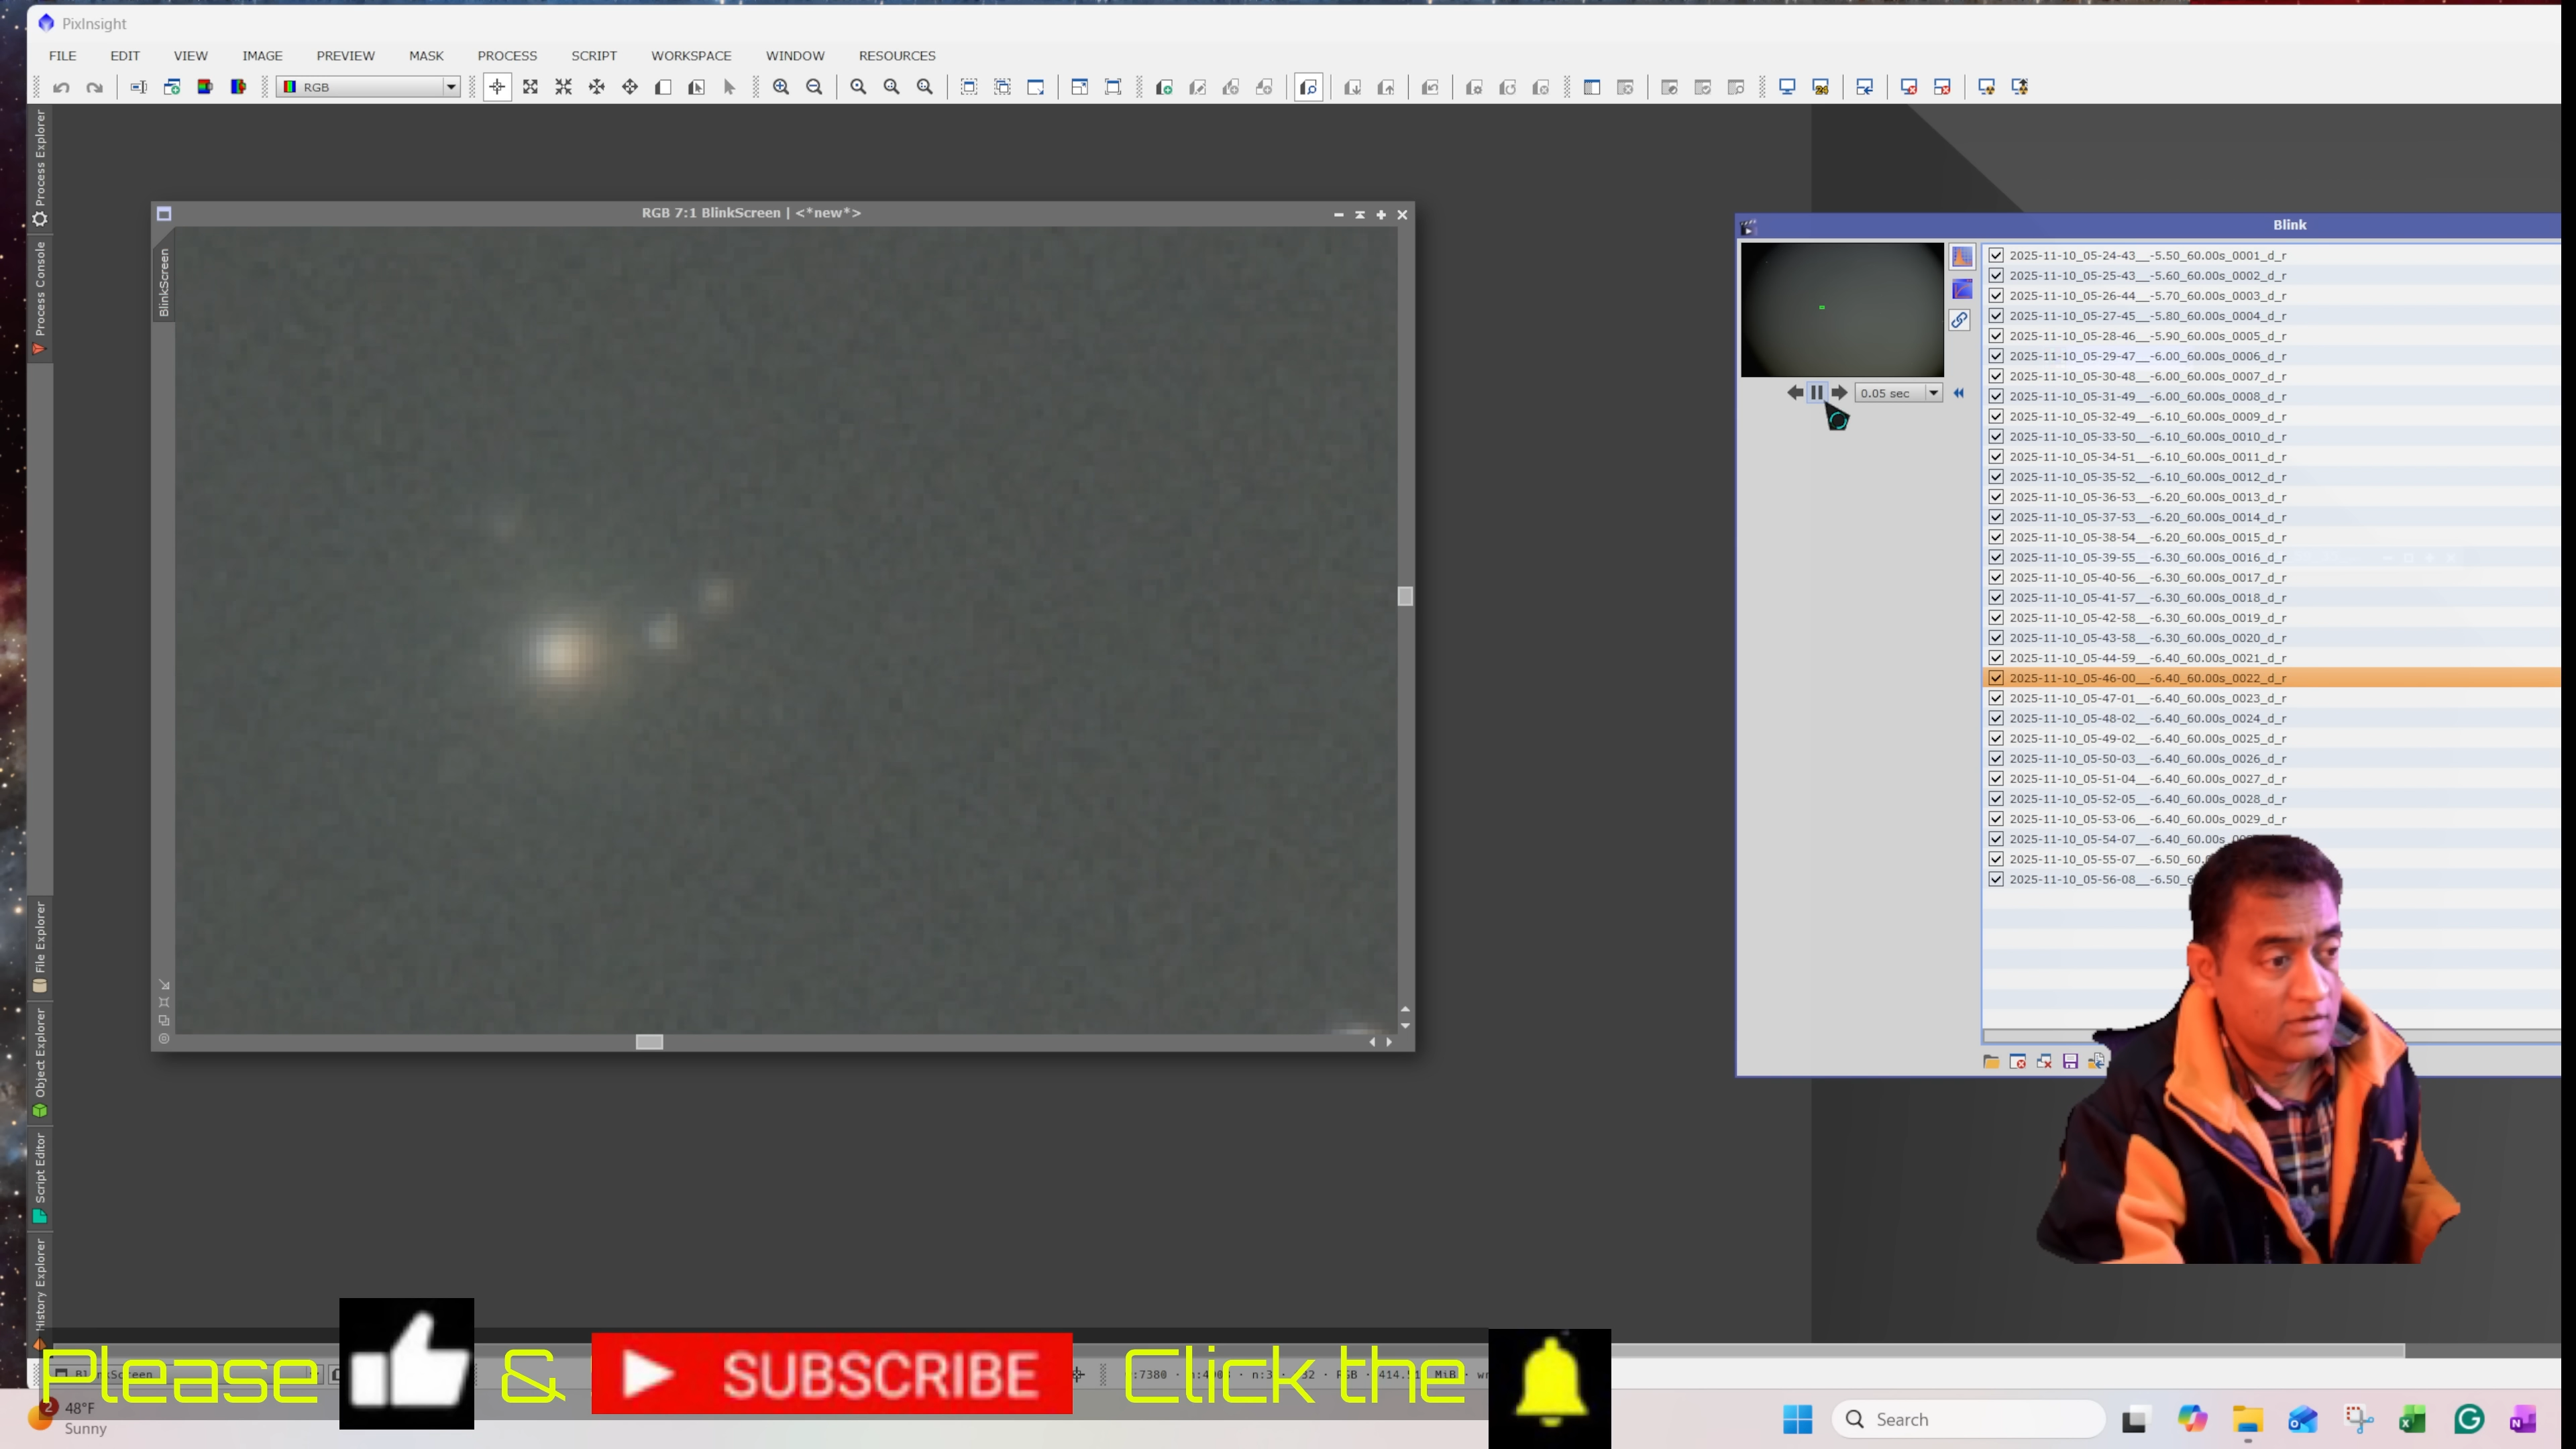 PixInsight
FILE EDIT VIEW IMAGE PREVIEW MASK PROCESS SCRIPT WORKSPACE WINDOW RESOURCES
RGB
Process Explorer
Process Console
File Explorer
Object Explorer
Script Editor
History Explorer
RGB 7:1 BlinkScreen | <*new*>
BlinkScreen
Blink
0.05 sec
2025-11-10_05-24-43__-5.50_60.00s_0001_d_r
2025-11-10_05-25-43__-5.60_60.00s_0002_d_r
2025-11-10_05-26-44__-5.70_60.00s_0003_d_r
2025-11-10_05-27-45__-5.80_60.00s_0004_d_r
2025-11-10_05-28-46__-5.90_60.00s_0005_d_r
2025-11-10_05-29-47__-6.00_60.00s_0006_d_r
2025-11-10_05-30-48__-6.00_60.00s_0007_d_r
2025-11-10_05-31-49__-6.00_60.00s_0008_d_r
2025-11-10_05-32-49__-6.10_60.00s_0009_d_r
2025-11-10_05-33-50__-6.10_60.00s_0010_d_r
2025-11-10_05-34-51__-6.10_60.00s_0011_d_r
2025-11-10_05-35-52__-6.10_60.00s_0012_d_r
2025-11-10_05-36-53__-6.20_60.00s_0013_d_r
2025-11-10_05-37-53__-6.20_60.00s_0014_d_r
2025-11-10_05-38-54__-6.20_60.00s_0015_d_r
2025-11-10_05-39-55__-6.30_60.00s_0016_d_r
2025-11-10_05-40-56__-6.30_60.00s_0017_d_r
2025-11-10_05-41-57__-6.30_60.00s_0018_d_r
2025-11-10_05-42-58__-6.30_60.00s_0019_d_r
2025-11-10_05-43-58__-6.30_60.00s_0020_d_r
2025-11-10_05-44-59__-6.40_60.00s_0021_d_r
2025-11-10_05-46-00__-6.40_60.00s_0022_d_r
2025-11-10_05-47-01__-6.40_60.00s_0023_d_r
2025-11-10_05-48-02__-6.40_60.00s_0024_d_r
2025-11-10_05-49-02__-6.40_60.00s_0025_d_r
2025-11-10_05-50-03__-6.40_60.00s_0026_d_r
2025-11-10_05-51-04__-6.40_60.00s_0027_d_r
2025-11-10_05-52-05__-6.40_60.00s_0028_d_r
2025-11-10_05-53-06__-6.40_60.00s_0029_d_r
2025-11-10_05-54-07__-6.40_60.00s
2025-11-10_05-55-07__-6.50_60.
2025-11-10_05-56-08__-6.50_6
Please & SUBSCRIBE Click the
2
48°F
Sunny
Search